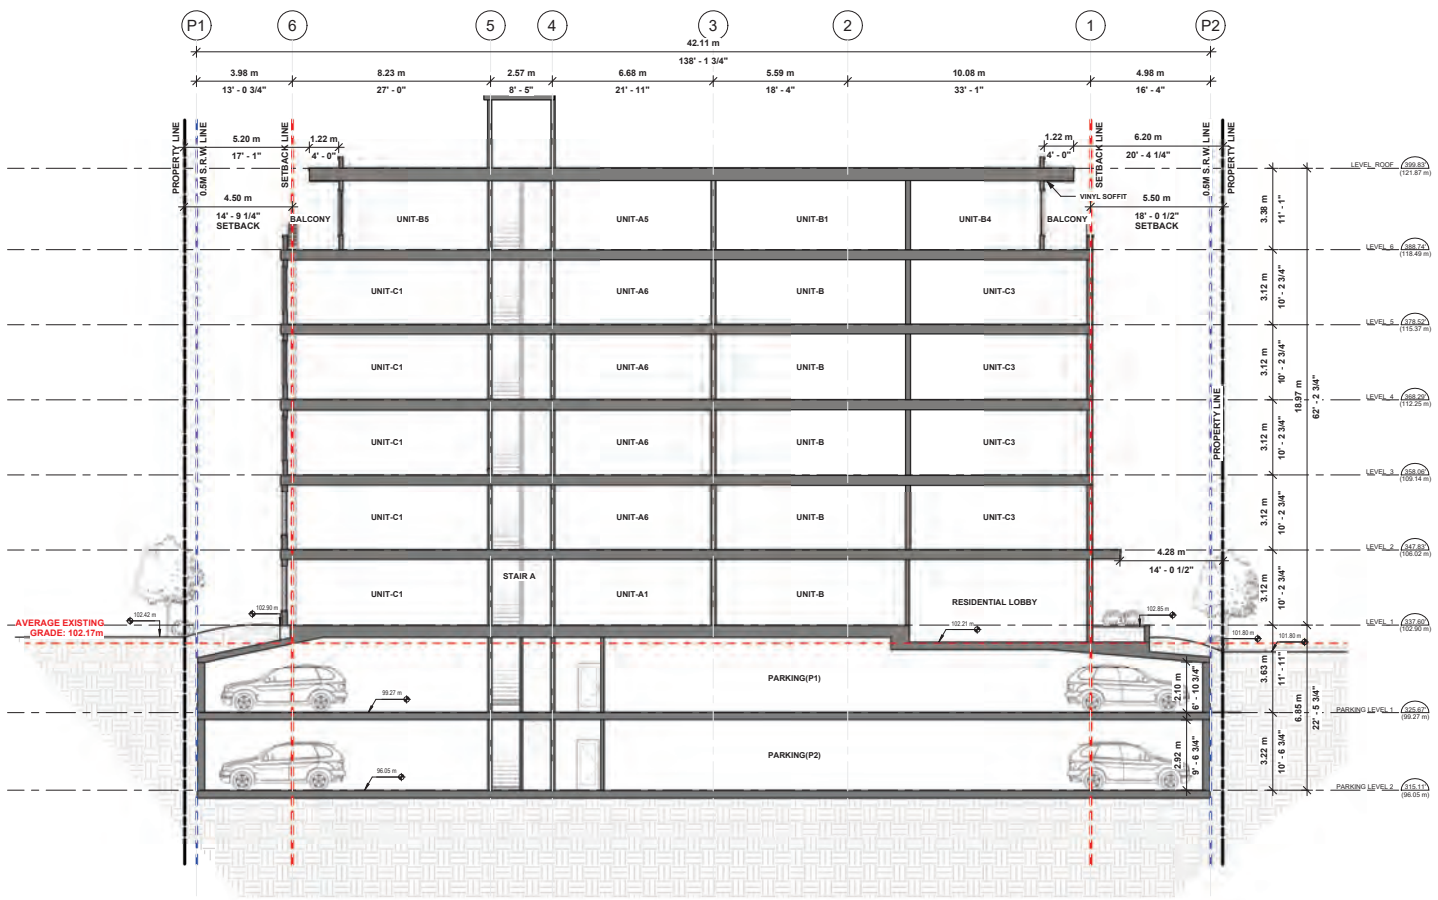 P1 6 5 4 3 2 1 P2
42.11 m
138' - 1 3/4"
3.98 m 8.23 m 2.57 m 6.68 m 5.59 m 10.08 m 4.98 m
13' - 0 3/4" 27' - 0" 8' - 5" 21' - 11" 18' - 4" 33' - 1" 16' - 4"
PROPERTY LINE
0.5M S.R.W. LINE
SETBACK LINE
5.20 m 1.22 m
17' - 1" 4' - 0"
4.50 m
14' - 9 1/4"
SETBACK
1.22 m 6.20 m
4' - 0" 20' - 4 1/4"
SETBACK LINE
0.5M S.R.W. LINE
PROPERTY LINE
VINYL SOFFIT
5.50 m
18' - 0 1/2"
SETBACK
LEVEL_ROOF 399.83'
(121.87 m)
BALCONY UNIT-B5 UNIT-A5 UNIT-B1 UNIT-B4 BALCONY
3.38 m
11' - 1"
LEVEL_6 388.74'
(118.49 m)
UNIT-C1 UNIT-A6 UNIT-B UNIT-C3
3.12 m
10' - 2 3/4"
LEVEL_5 378.52'
(115.37 m)
UNIT-C1 UNIT-A6 UNIT-B UNIT-C3
3.12 m
10' - 2 3/4"
18.97 m
62' - 2 3/4"
PROPERTY LINE
LEVEL_4 368.29'
(112.25 m)
UNIT-C1 UNIT-A6 UNIT-B UNIT-C3
3.12 m
10' - 2 3/4"
LEVEL_3 358.06'
(109.14 m)
UNIT-C1 UNIT-A6 UNIT-B UNIT-C3
3.12 m
10' - 2 3/4"
LEVEL_2 347.83'
(106.02 m)
4.28 m
14' - 0 1/2"
STAIR A
UNIT-C1 UNIT-A1 UNIT-B RESIDENTIAL LOBBY
3.12 m
10' - 2 3/4"
102.42 m
102.90 m
102.85 m
102.21 m
101.80 m
101.80 m
AVERAGE EXISTING
GRADE: 102.17m
LEVEL_1 337.60'
(102.90 m)
PARKING(P1)
99.27 m
2.10 m
6' - 10 3/4"
3.63 m
11' - 11"
6.85 m
22' - 5 3/4"
PARKING LEVEL 1 325.67'
(99.27 m)
PARKING(P2)
96.05 m
2.92 m
9' - 6 3/4"
3.22 m
10' - 6 3/4"
PARKING LEVEL 2 315.11'
(96.05 m)